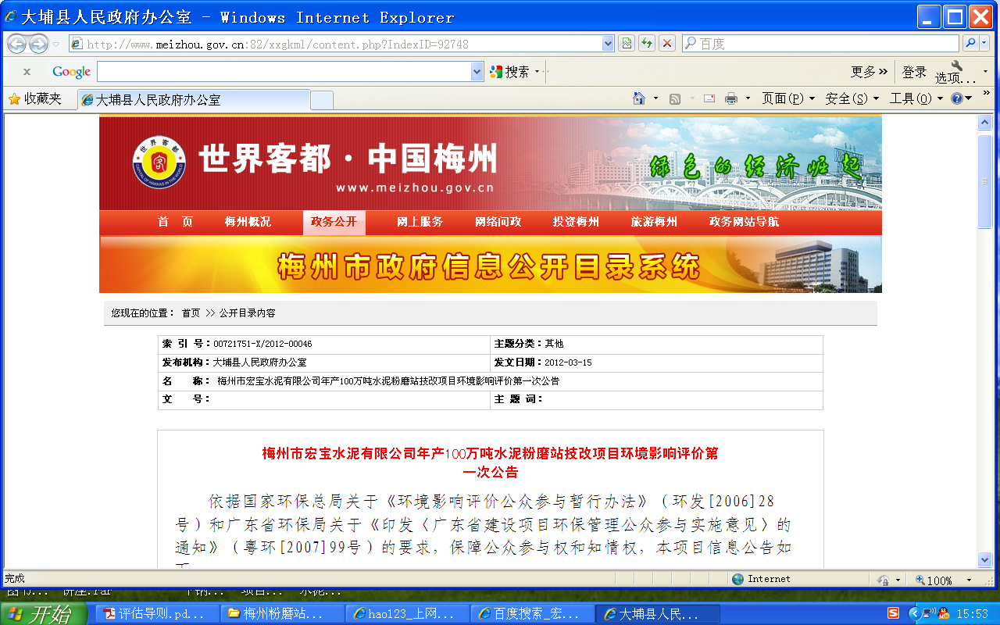 大埔县人民政府办公室 - Windows Internet Explorer
http://www.meizhou.gov.cn:82/xxgkml/content.php?IndexID=92748 百度
x Google 搜索 更多 » 登录 选项...
收藏夹 大埔县人民政府办公室 页面(P) 安全(S) 工具(O) »
世界客都·中国梅州
www.meizhou.gov.cn
绿色的经济崛起
首 页 梅州概况 政务公开 网上服务 网络问政 投资梅州 旅游梅州 政务网站导航
梅州市政府信息公开目录系统
您现在的位置： 首页 >> 公开目录内容
索 引 号：00721751-X/2012-00046 主题分类：其他
发布机构：大埔县人民政府办公室 发文日期：2012-03-15
名 称： 梅州市宏宝水泥有限公司年产100万吨水泥粉磨站技改项目环境影响评价第一次公告
文 号： 主 题 词：
梅州市宏宝水泥有限公司年产100万吨水泥粉磨站技改项目环境影响评价第
一次公告
依据国家环保总局关于《环境影响评价公众参与暂行办法》（环发[2006]28
号）和广东省环保局关于《印发〈广东省建设项目环保管理公众参与实施意见〉的
通知》（粤环[2007]99号）的要求，保障公众参与权和知情权，本项目信息公告如
完成 Internet 100%
开始 评估导则.pd... 梅州粉磨站... hao123_上网... 百度搜索_宏... 大埔县人民... 15:53